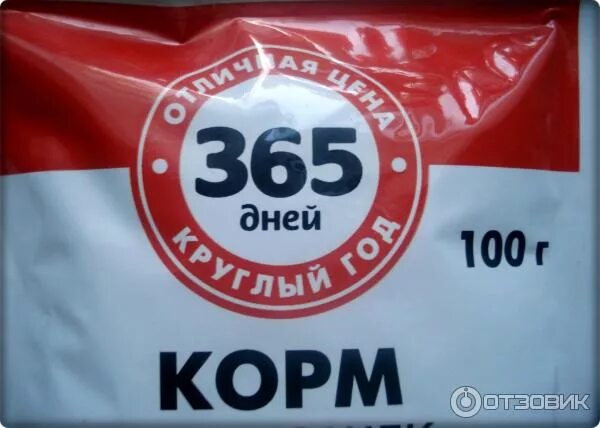 ОТЛИЧНАЯ ЦЕНА
365
дней
КРУГЛЫЙ ГОД
100 г
КОРМ
ОТЗОВИК